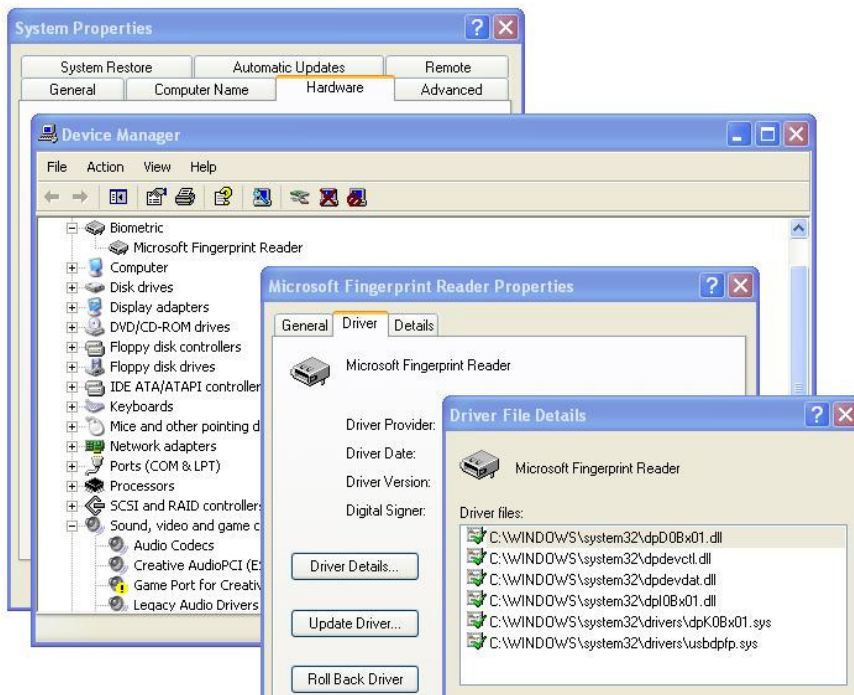 System Properties
System Restore
Automatic Updates
Remote
General
Computer Name
Hardware
Advanced
Device Manager
File Action View Help
Biometric
Microsoft Fingerprint Reader
Computer
Disk drives
Display adapters
DVD/CD-ROM drives
Floppy disk controllers
Floppy disk drives
IDE ATA/ATAPI controller
Keyboards
Mice and other pointing d
Network adapters
Ports (COM & LPT)
Processors
SCSI and RAID controller
Sound, video and game c
Audio Codecs
Creative AudioPCI (E
Game Port for Creativ
Legacy Audio Drivers
Microsoft Fingerprint Reader Properties
General Driver Details
Microsoft Fingerprint Reader
Driver Provider:
Driver Date:
Driver Version:
Digital Signer:
Driver Details...
Update Driver...
Roll Back Driver
Driver File Details
Microsoft Fingerprint Reader
Driver files:
C:\WINDOWS\system32\dpD0Bx01.dll
C:\WINDOWS\system32\dpdevctl.dll
C:\WINDOWS\system32\dpdevdat.dll
C:\WINDOWS\system32\dpI0Bx01.dll
C:\WINDOWS\system32\drivers\dpK0Bx01.sys
C:\WINDOWS\system32\drivers\usbdpfp.sys